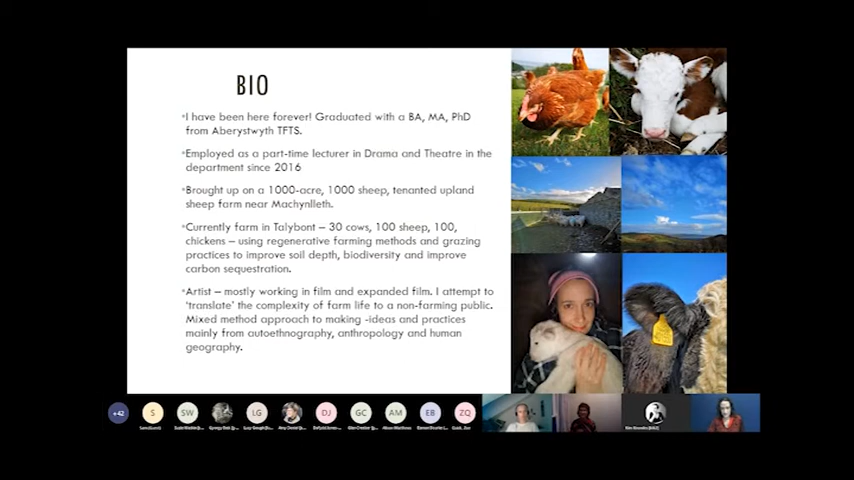 BIO
•I have been here forever! Graduated with a BA, MA, PhD
from Aberystwyth TFTS.
•Employed as a part-time lecturer in Drama and Theatre in the
department since 2016
•Brought up on a 1000-acre, 1000 sheep, tenanted upland
sheep farm near Machynlleth.
•Currently farm in Talybont – 30 cows, 100 sheep, 100,
chickens – using regenerative farming methods and grazing
practices to improve soil depth, biodiversity and improve
carbon sequestration.
•Artist – mostly working in film and expanded film. I attempt to
'translate' the complexity of farm life to a non-farming public.
Mixed method approach to making -ideas and practices
mainly from autoethnography, anthropology and human
geography.
+42
S
SW
LG
DJ
GC
AM
EB
ZQ